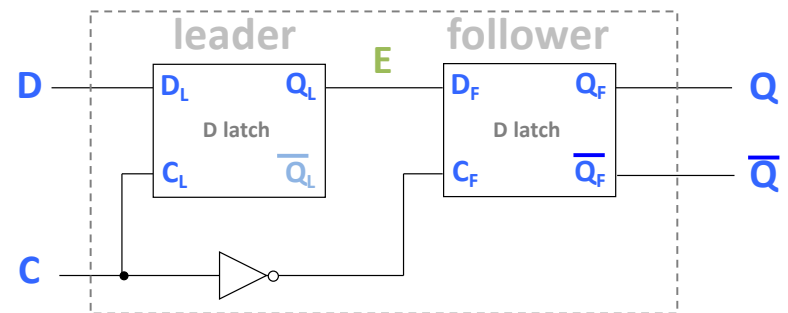 leader follower
E
D D_L Q_L D_F Q_F Q
D latch D latch
C_L Q̅_L C_F Q̅_F Q̅
C